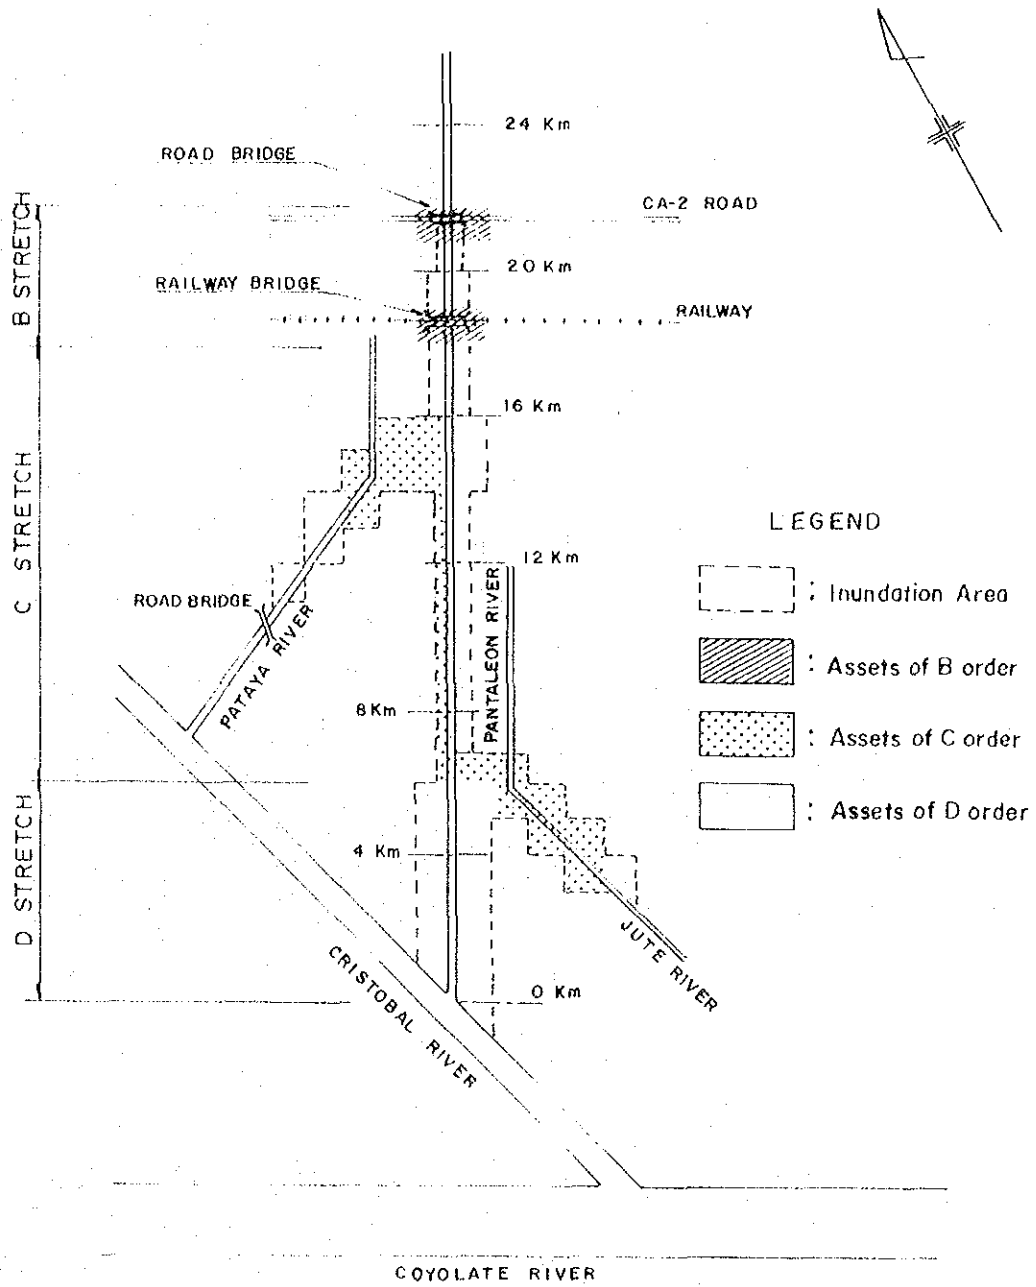 24 Km
ROAD BRIDGE
CA-2 ROAD
B STRETCH
20 Km
RAILWAY BRIDGE
RAILWAY
16 Km
C STRETCH
LEGEND
12 Km
: Inundation Area
ROAD BRIDGE
PATAYA RIVER
PANTALEON RIVER
: Assets of B order
8 Km
: Assets of C order
: Assets of D order
D STRETCH
4 Km
JUTE RIVER
CRISTOBAL RIVER
0 Km
COYOLATE RIVER